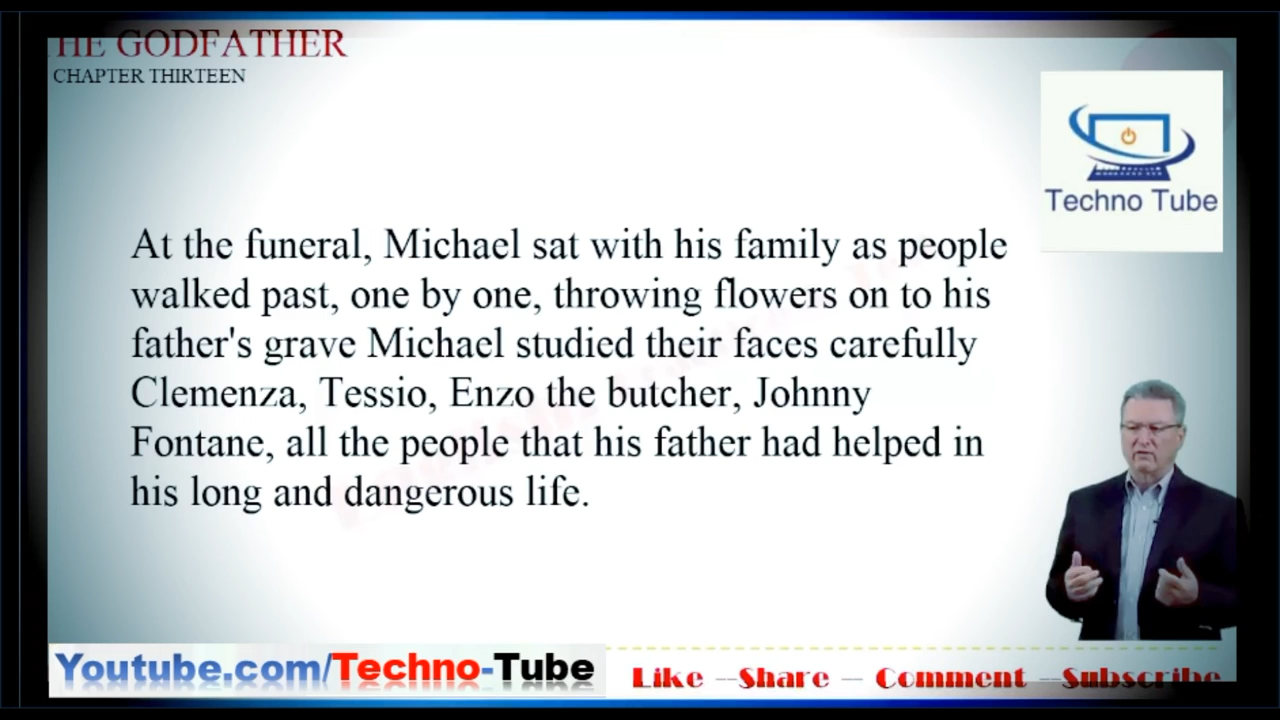 THE GODFATHER
CHAPTER THIRTEEN
Techno Tube
At the funeral, Michael sat with his family as people
walked past, one by one, throwing flowers on to his
father's grave Michael studied their faces carefully
Clemenza, Tessio, Enzo the butcher, Johnny
Fontane, all the people that his father had helped in
his long and dangerous life.
Youtube.com/Techno-Tube
Like --Share -- Comment --Subscribe